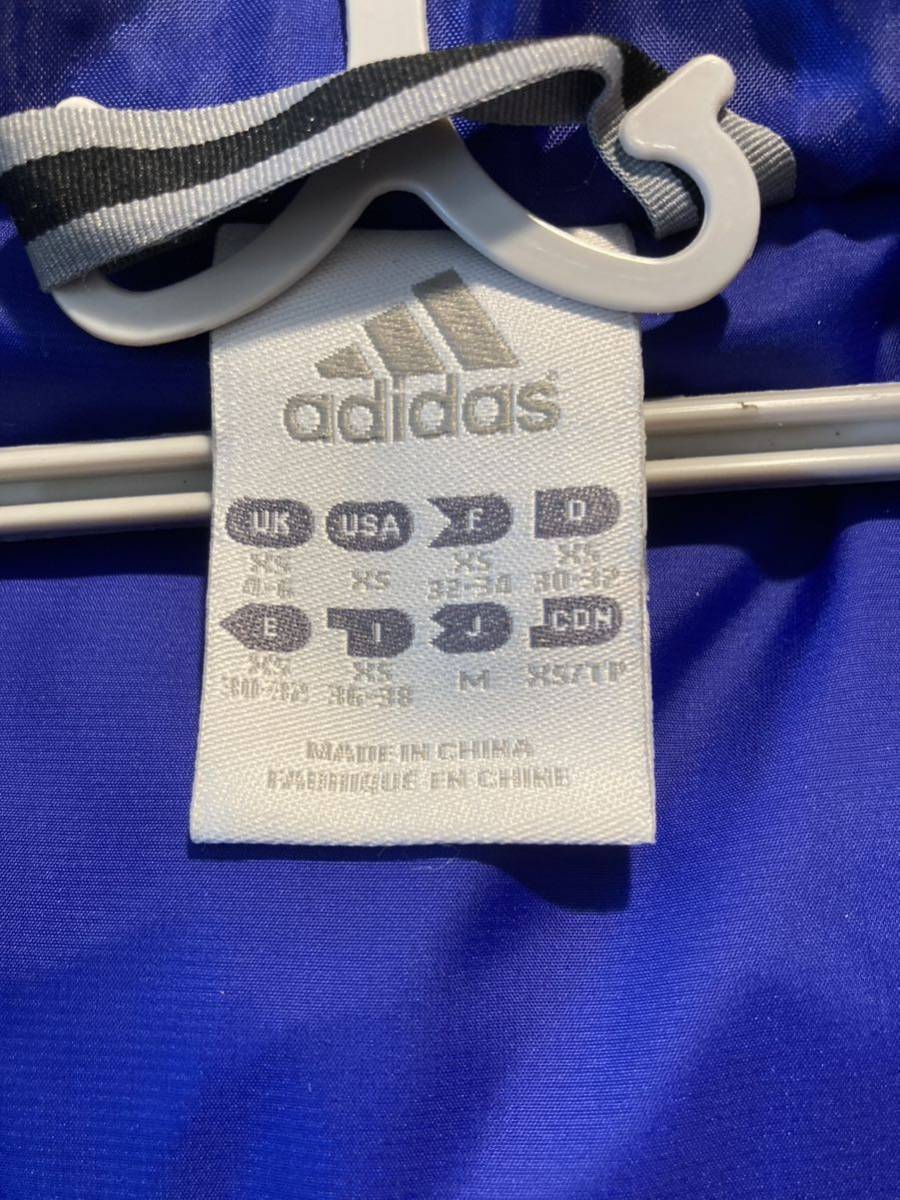 adidas
UK USA F D
XS XS XS XS
4-6 32-34 30-32
E I J CDN
XS XS M XS/TP
36-38
MADE IN CHINA
FABRIQUE EN CHINE